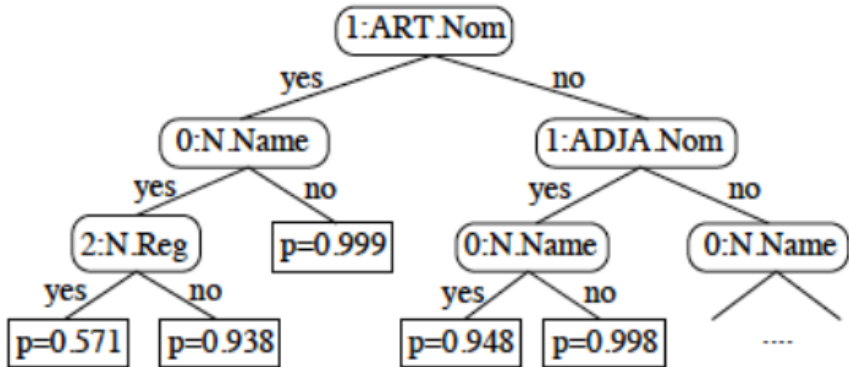 1:ART.Nom
yes no
0:N.Name 1:ADJA.Nom
yes no yes no
2:N.Reg p=0.999 0:N.Name 0:N.Name
yes no yes no
p=0.571 p=0.938 p=0.948 p=0.998 ....